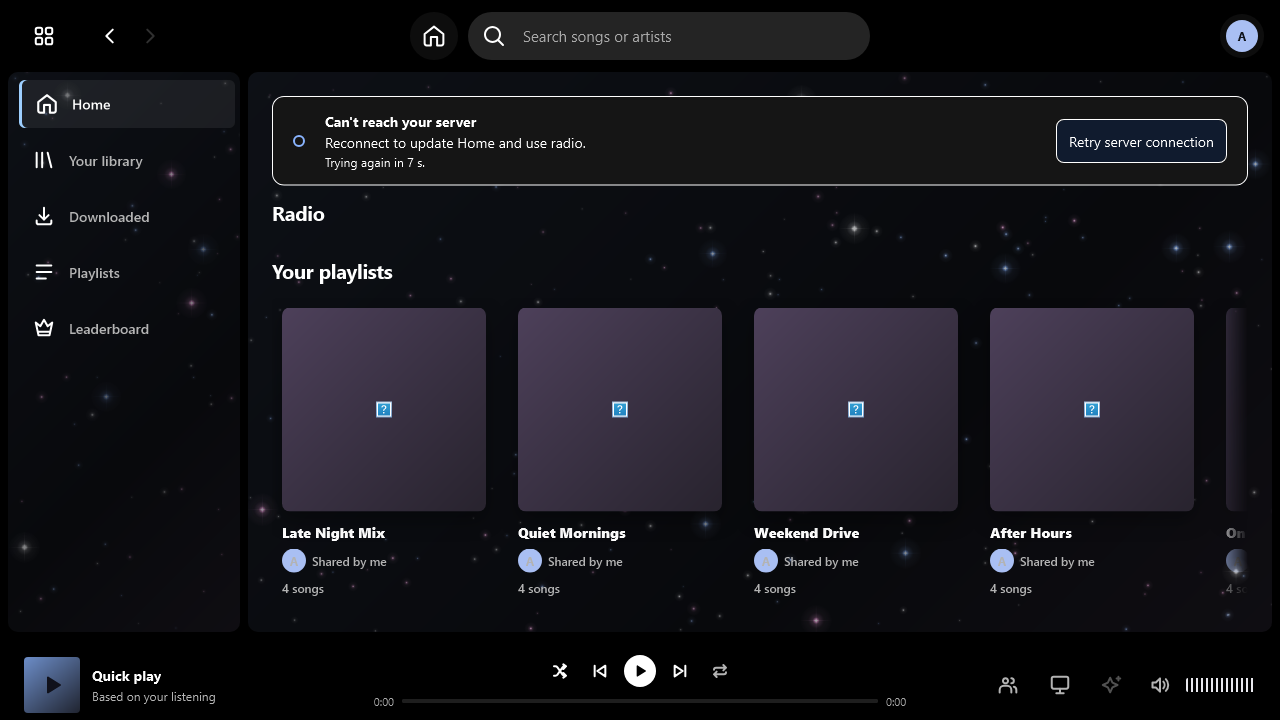 Search songs or artists
A
Home
Your library
Downloaded
Playlists
Leaderboard
Can't reach your server
Reconnect to update Home and use radio.
Trying again in 7 s.
Retry server connection
Radio
Your playlists
Late Night Mix
A Shared by me
4 songs
Quiet Mornings
A Shared by me
4 songs
Weekend Drive
A Shared by me
4 songs
After Hours
A Shared by me
4 songs
On
4 s
Quick play
Based on your listening
0:00
0:00